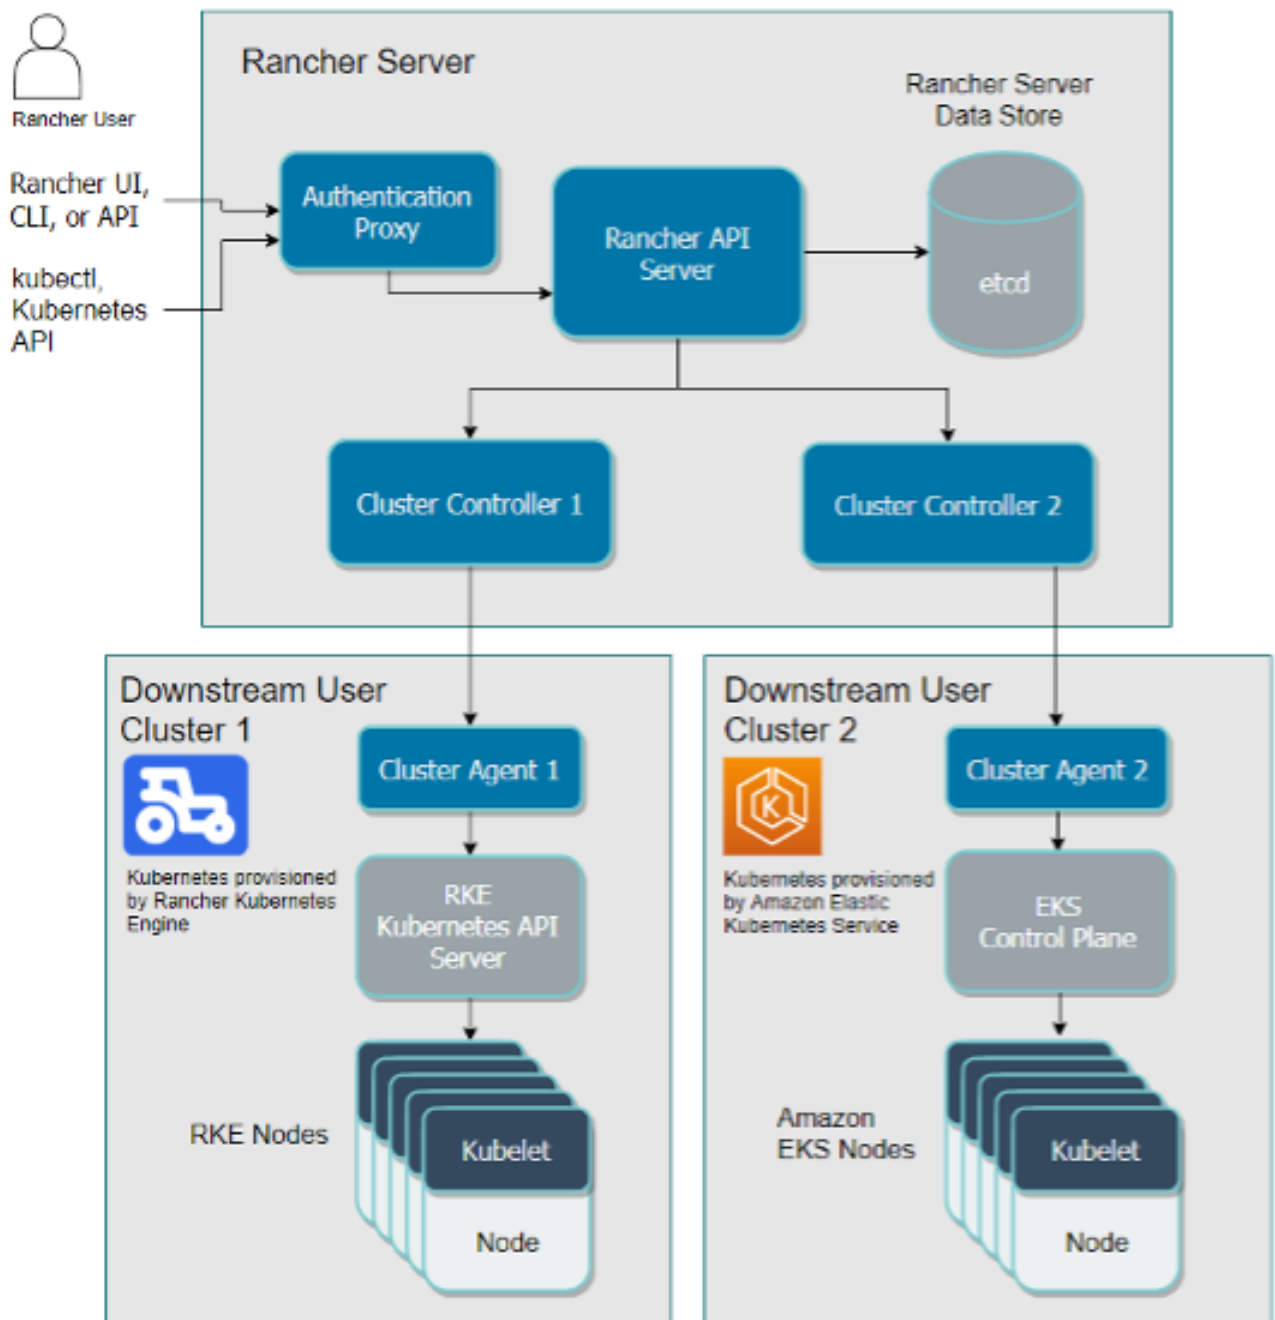 Rancher User
Rancher UI,
CLI, or API
kubectl,
Kubernetes
API
Rancher Server
Authentication
Proxy
Rancher API
Server
Rancher Server
Data Store
etcd
Cluster Controller 1
Cluster Controller 2
Downstream User
Cluster 1
Cluster Agent 1
Kubernetes provisioned
by Rancher Kubernetes
Engine
RKE
Kubernetes API
Server
RKE Nodes
Kubelet
Node
Downstream User
Cluster 2
Cluster Agent 2
K
Kubernetes provisioned
by Amazon Elastic
Kubernetes Service
EKS
Control Plane
Amazon
EKS Nodes
Kubelet
Node